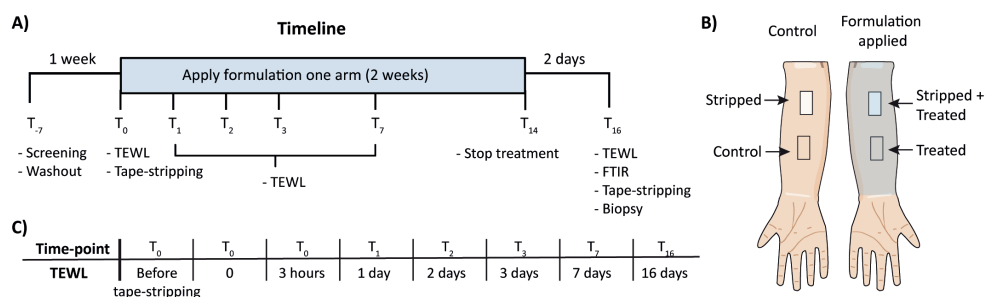 A)
Timeline
1 week
Apply formulation one arm (2 weeks)
2 days
T-7
T0
T1
T2
T3
T7
T14
T16
- Screening
- Washout
- TEWL
- Tape-stripping
- TEWL
- Stop treatment
- TEWL
- FTIR
- Tape-stripping
- Biopsy
B)
Control
Formulation
applied
Stripped
Control
Stripped +
Treated
Treated
C)
Time-point T0 T0 T0 T1 T2 T3 T7 T16
TEWL Before 0 3 hours 1 day 2 days 3 days 7 days 16 days
tape-stripping